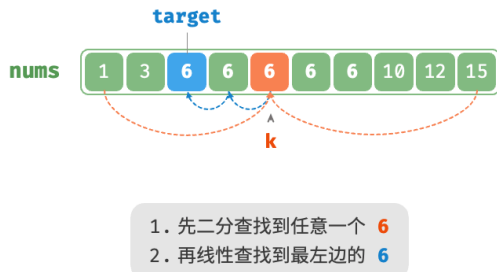 target
nums 1 3 6 6 6 6 6 10 12 15
k
1. 先二分查找到任意一个 6
2. 再线性查找到最左边的 6